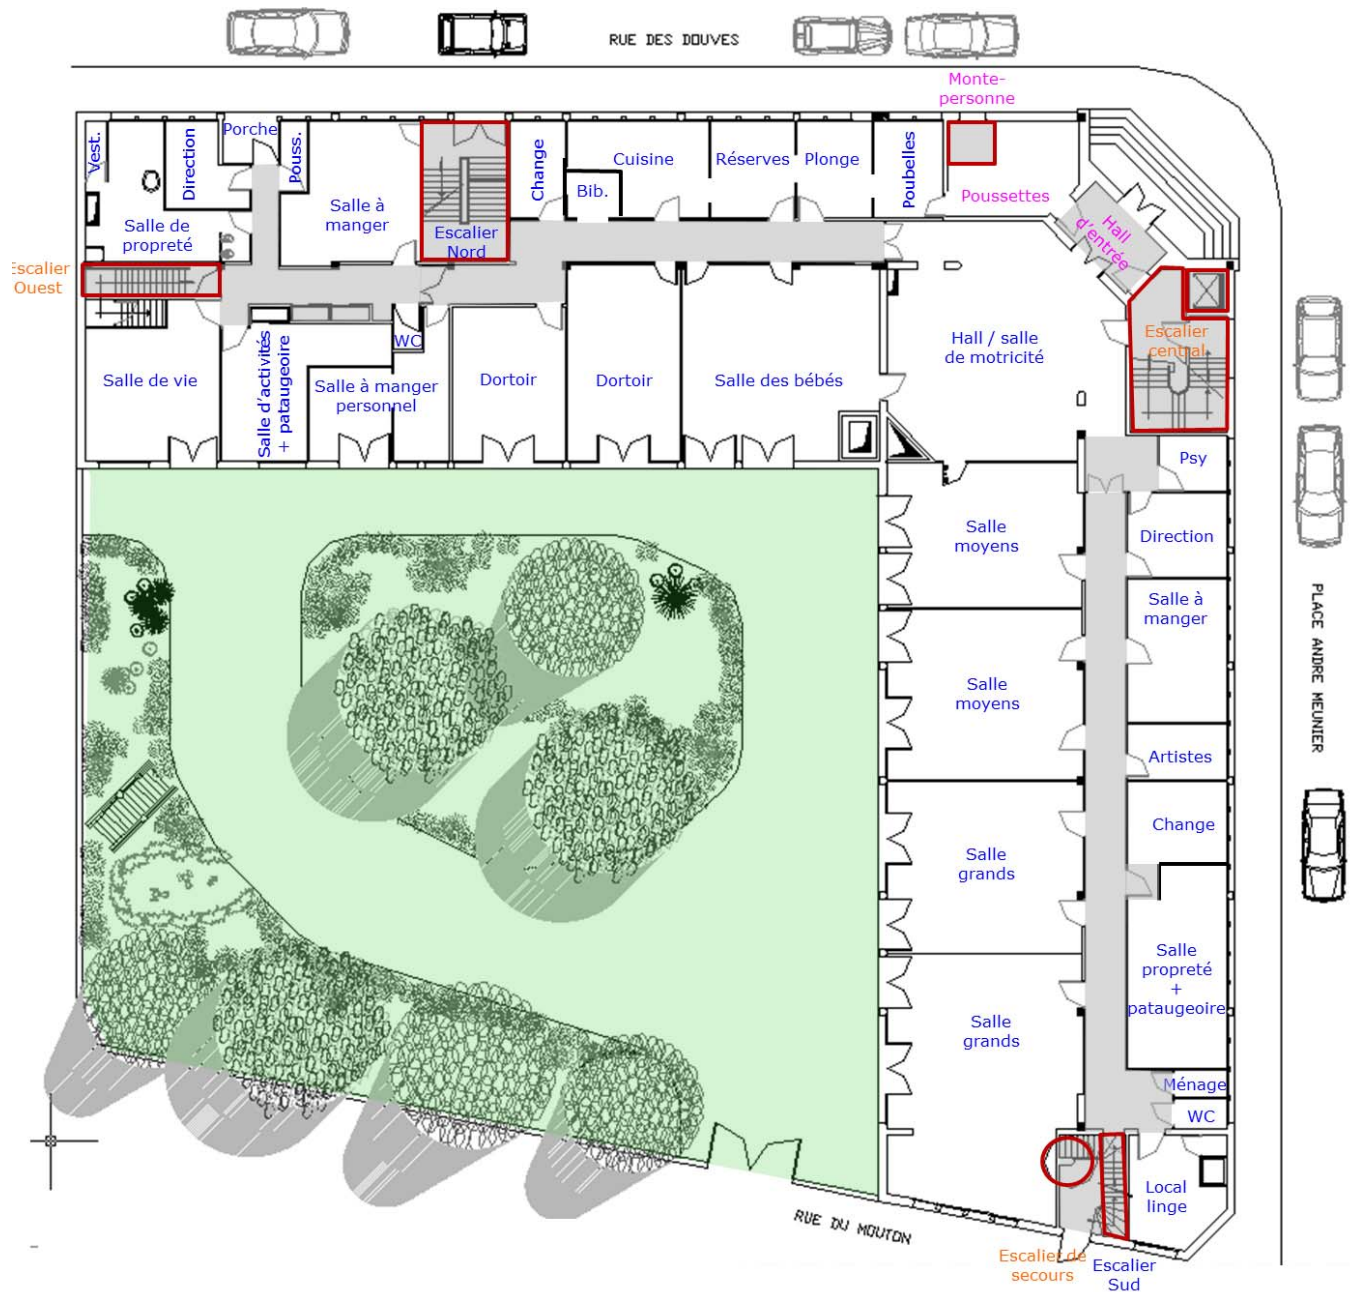 RUE DES DOUVES
Monte-
personne
Vest.
Direction
Porche
Pouss.
Salle à
manger
Salle de
propreté
Escalier
Nord
Change
Cuisine
Bib.
Réserves
Plonge
Poubelles
Poussettes
Hall
d'entrée
Escalier
Ouest
Escalier
central
Hall / salle
de motricité
WC
Salle de vie
Salle d'activités
+ pataugeoire
Salle à manger
personnel
Dortoir
Dortoir
Salle des bébés
Psy
Salle
moyens
Direction
Salle à
manger
PLACE ANDRE MEUNIER
Salle
moyens
Artistes
Change
Salle
grands
Salle
propreté
+
pataugeoire
Salle
grands
Ménage
WC
Local
linge
RUE DU MOUTON
Escalier de
secours
Escalier
Sud